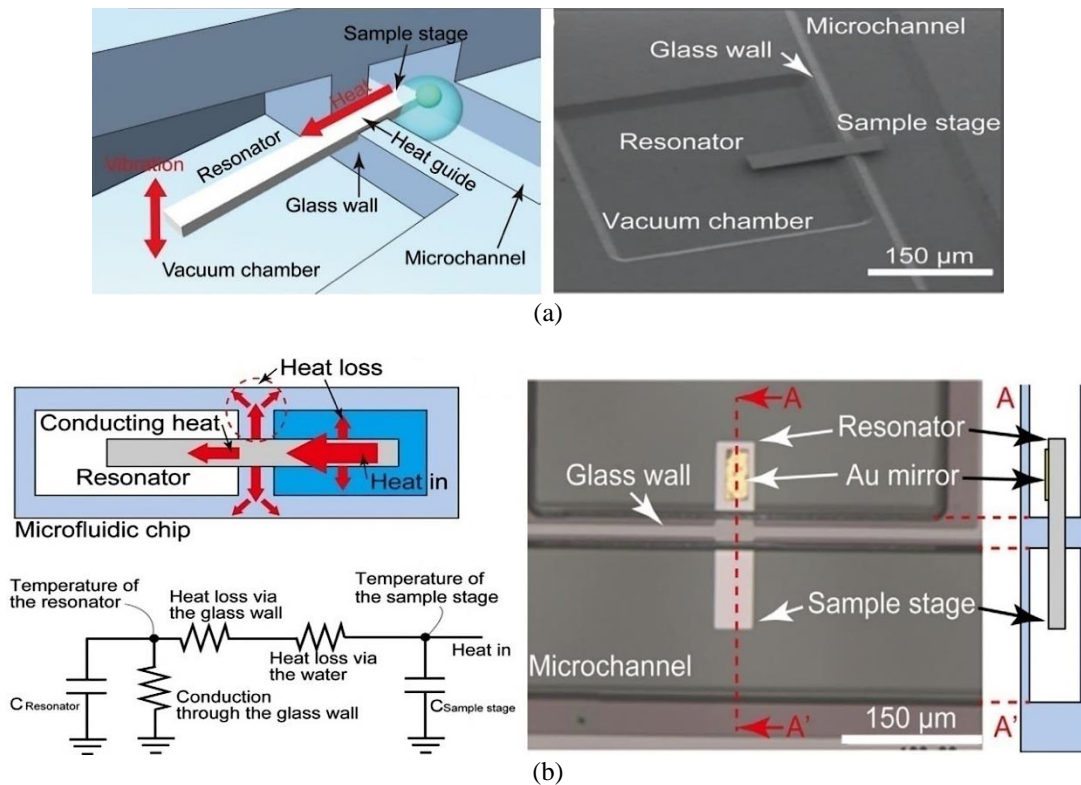 Sample stage
Heat
Resonator
Heat guide
Vibration
Glass wall
Vacuum chamber
Microchannel
Microchannel
Glass wall
Sample stage
Resonator
Vacuum chamber
150 µm
(a)
Heat loss
Conducting heat
Resonator
Heat in
Microfluidic chip
Temperature of
the resonator
Heat loss via
the glass wall
Temperature of
the sample stage
Heat loss via
the water
Heat in
C Resonator
Conduction
through the glass wall
C Sample stage
A
Resonator
Glass wall
Au mirror
Sample stage
Microchannel
A'
150 µm
A
A'
(b)